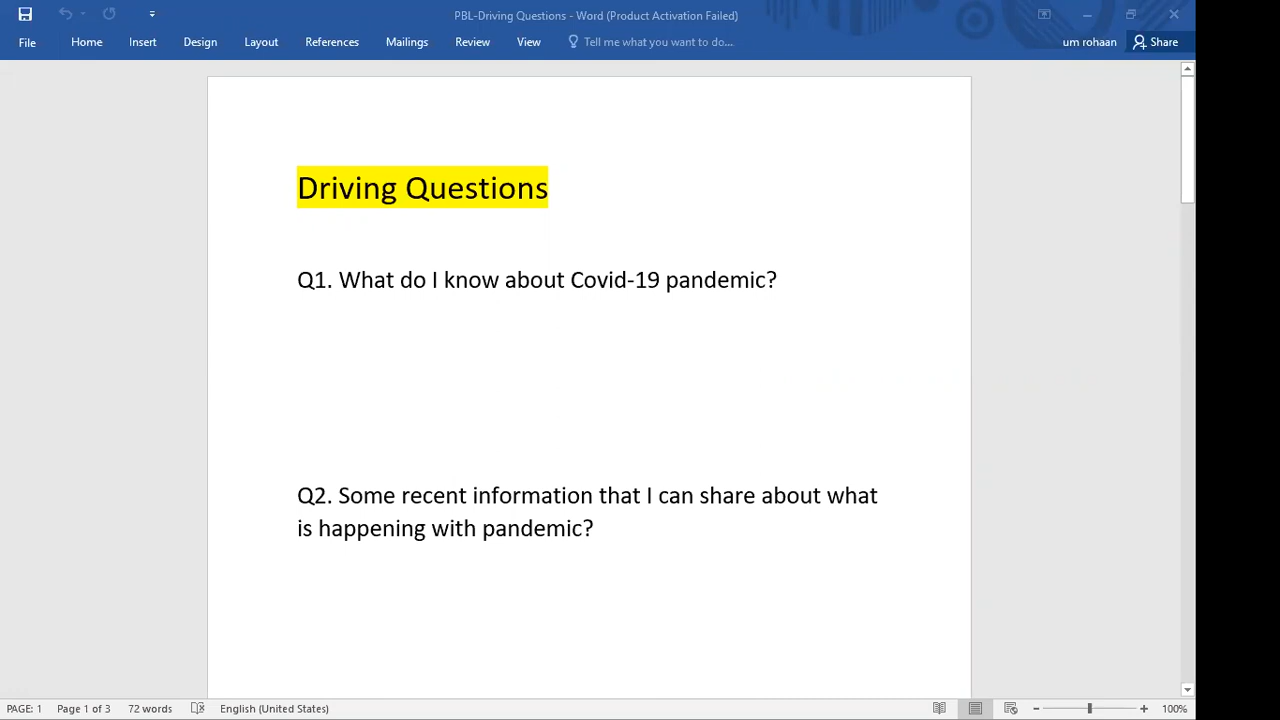 PBL-Driving Questions - Word (Product Activation Failed)
File Home Insert Design Layout References Mailings Review View Tell me what you want to do... um rohaan Share
Driving Questions
Q1. What do I know about Covid-19 pandemic?
Q2. Some recent information that I can share about what
is happening with pandemic?
PAGE: 1 Page 1 of 3 72 words English (United States) 100%